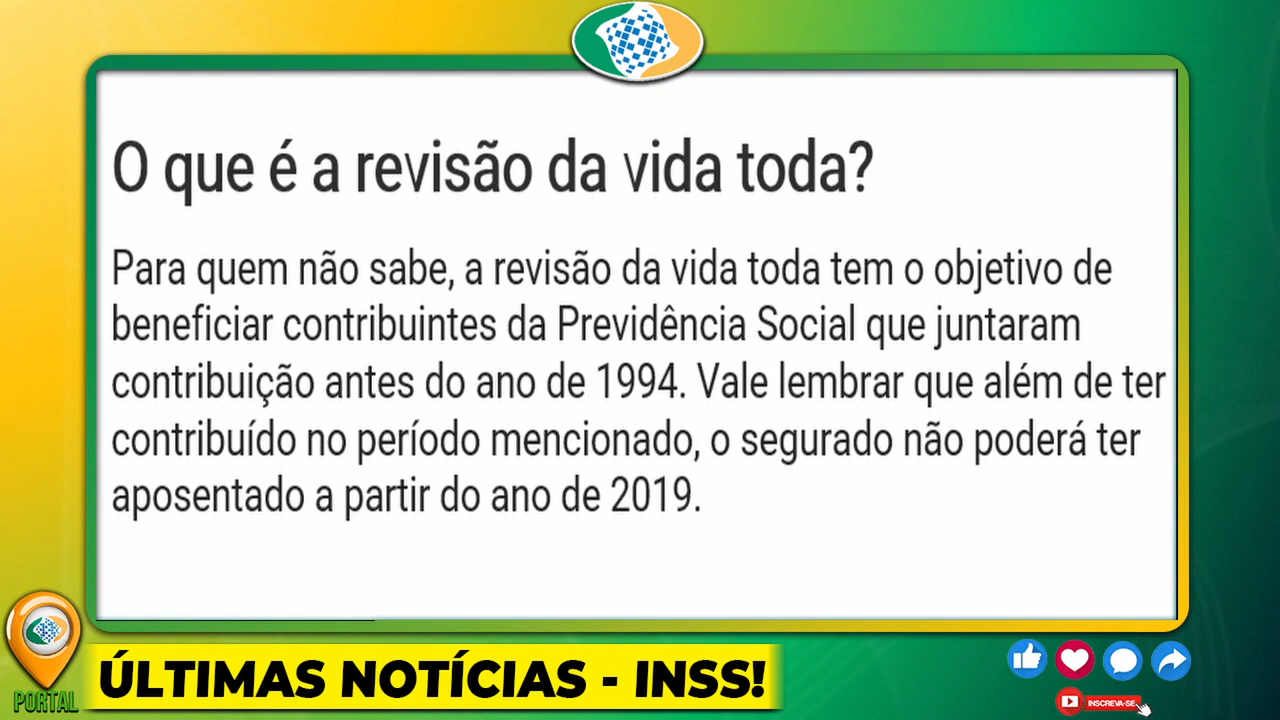 O que é a revisão da vida toda?
Para quem não sabe, a revisão da vida toda tem o objetivo de
beneficiar contribuintes da Previdência Social que juntaram
contribuição antes do ano de 1994. Vale lembrar que além de ter
contribuído no período mencionado, o segurado não poderá ter
aposentado a partir do ano de 2019.
PORTAL
ÚLTIMAS NOTÍCIAS - INSS!
INSCREVA-SE